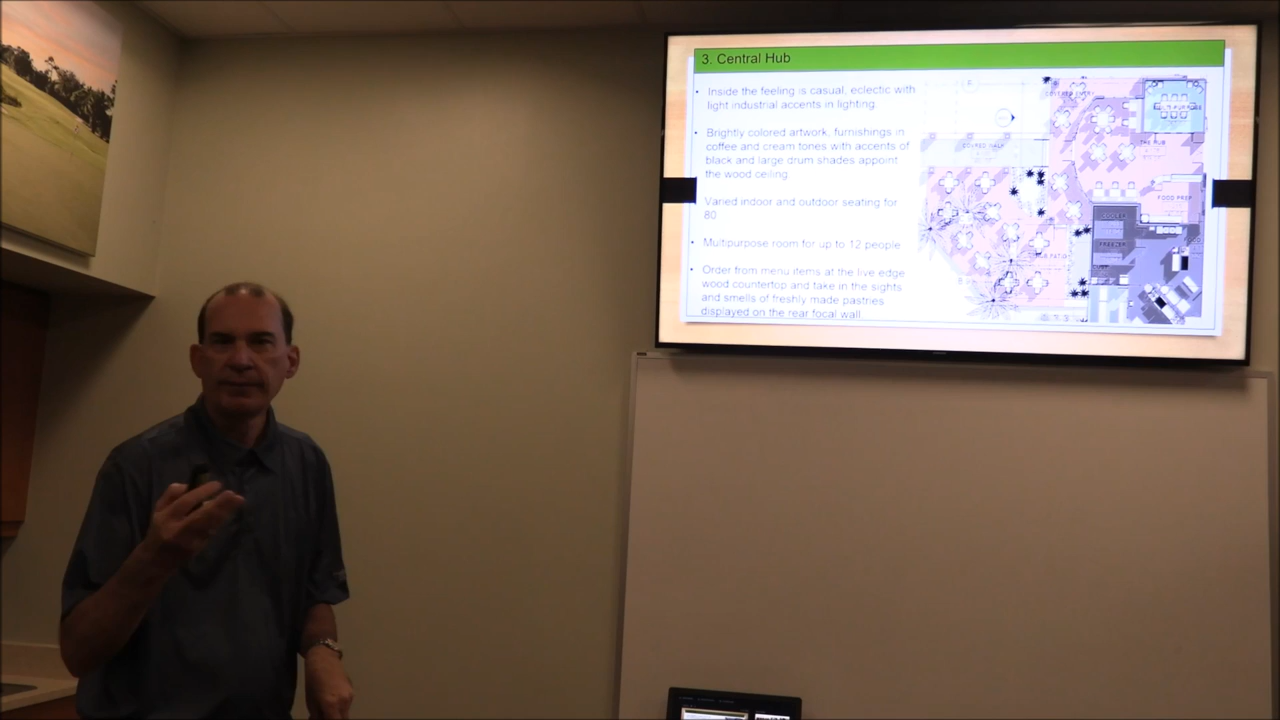 3. Central Hub
• Inside the feeling is casual, eclectic with
light industrial accents in lighting.
• Brightly colored artwork, furnishings in
coffee and cream tones with accents of
black and large drum shades appoint
the wood ceiling.
Varied indoor and outdoor seating for
80
• Multipurpose room for up to 12 people
• Order from menu items at the live edge
wood countertop and take in the sights
and smells of freshly made pastries
displayed on the rear focal wall.
COVERED ENTRY
THE HUB
FOOD PREP
COOLER
FREEZER